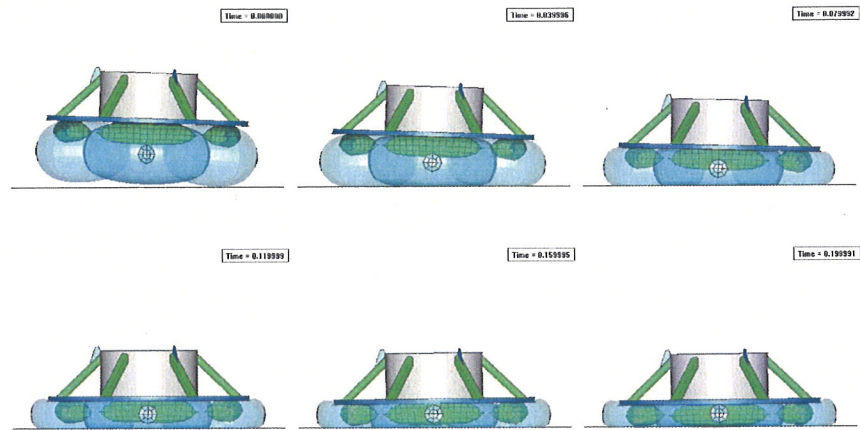 Time = 0.000000
Time = 0.039996
Time = 0.079992
Time = 0.119999
Time = 0.159995
Time = 0.199991